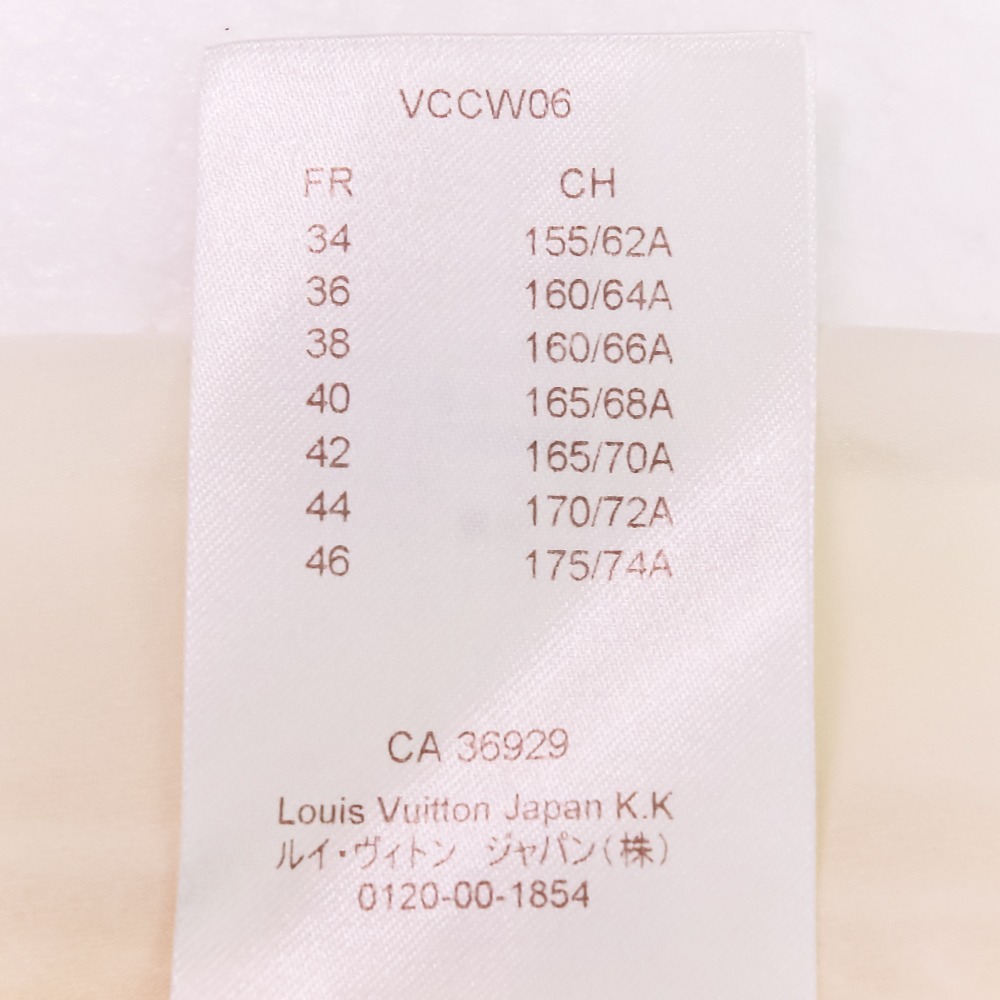 VCCW06
FR CH
34 155/62A
36 160/64A
38 160/66A
40 165/68A
42 165/70A
44 170/72A
46 175/74A
CA 36929
Louis Vuitton Japan K.K
ルイ・ヴィトン ジャパン(株)
0120-00-1854